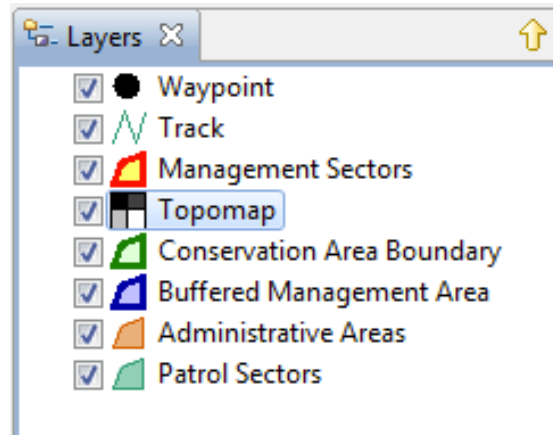 Layers
Waypoint
Track
Management Sectors
Topomap
Conservation Area Boundary
Buffered Management Area
Administrative Areas
Patrol Sectors